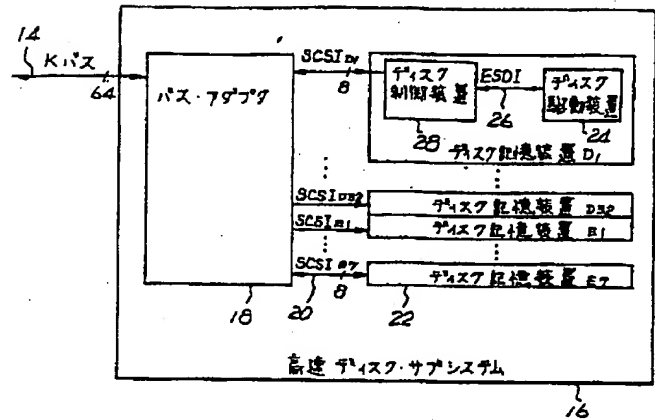 14
Kバス
64
バス・アダプタ
18
SCSI D1
8
ディスク
制御装置
28
ESDI
26
ディスク
駆動装置
24
ディスク記憶装置 D1
SCSI D32
ディスク記憶装置 D32
SCSI E1
ディスク記憶装置 E1
SCSI E7
8
20
ディスク記憶装置 E7
22
高速 ディスク・サブシステム
16